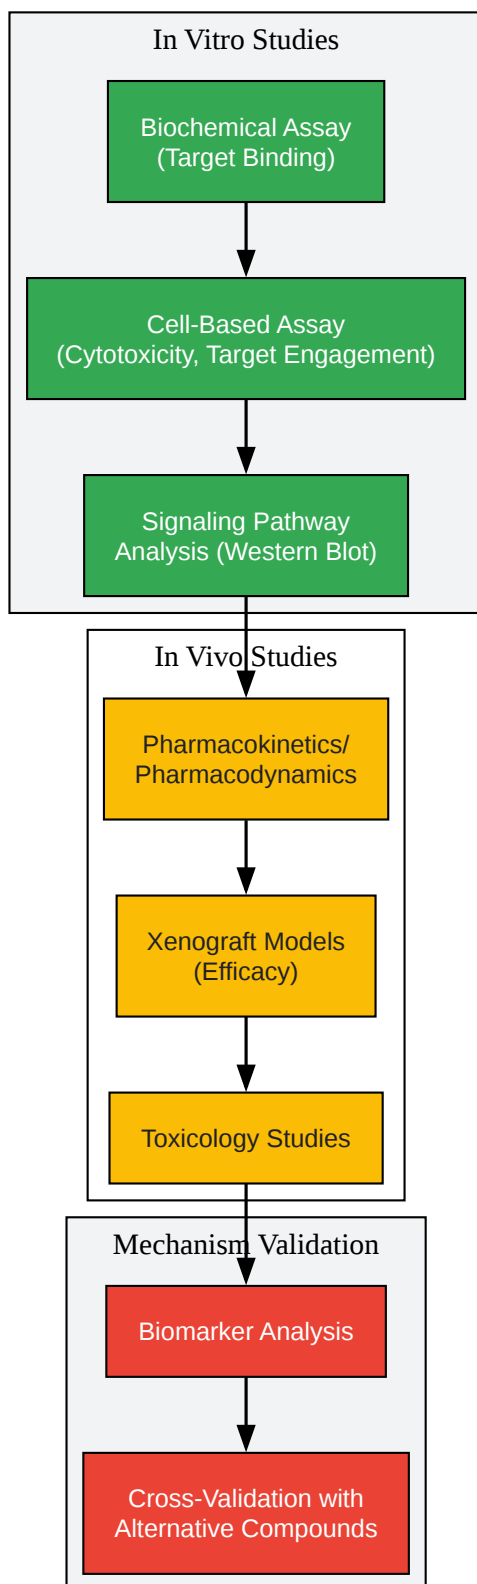 In Vitro Studies
Biochemical Assay
(Target Binding)
Cell-Based Assay
(Cytotoxicity, Target Engagement)
Signaling Pathway
Analysis (Western Blot)
In Vivo Studies
Pharmacokinetics/
Pharmacodynamics
Xenograft Models
(Efficacy)
Toxicology Studies
Mechanism Validation
Biomarker Analysis
Cross-Validation with
Alternative Compounds